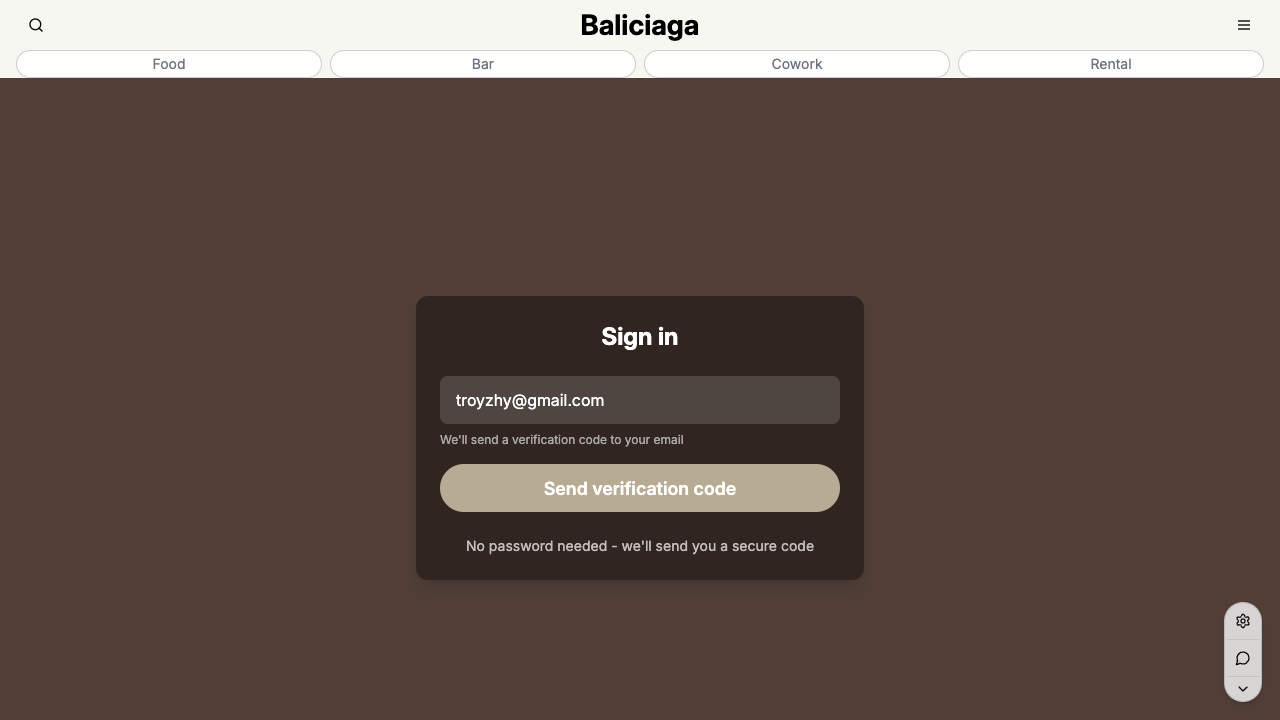 Baliciaga
Food
Bar
Cowork
Rental
Sign in
troyzhy@gmail.com
We'll send a verification code to your email
Send verification code
No password needed - we'll send you a secure code